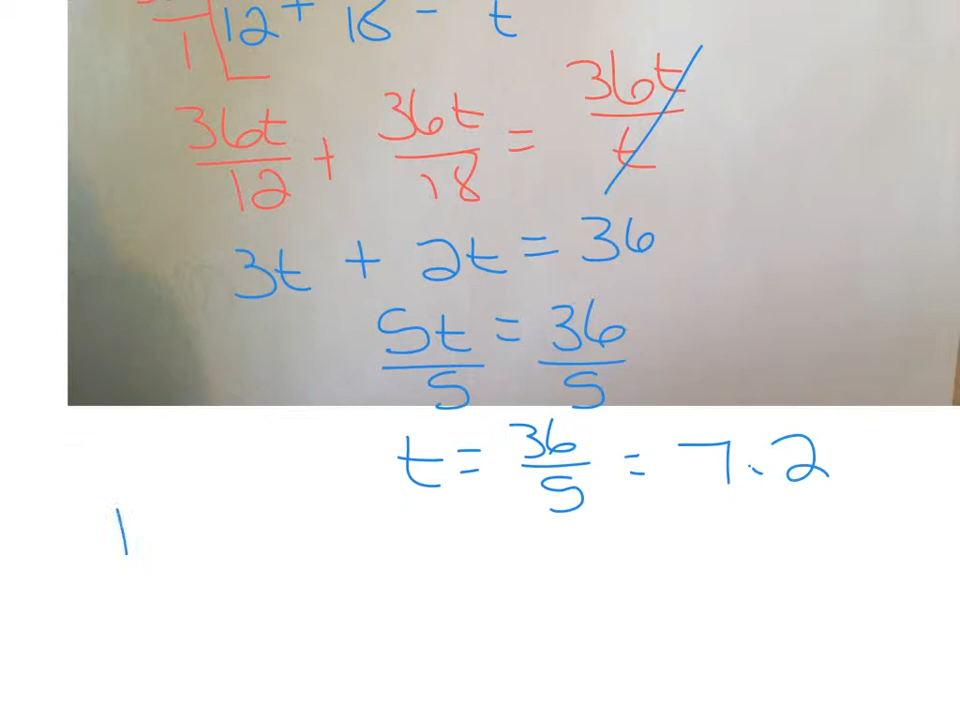 12 + 18 = t
36t/12 + 36t/18 = 36t/t
3t + 2t = 36
5t/5 = 36/5
t = 36/5 = 7.2